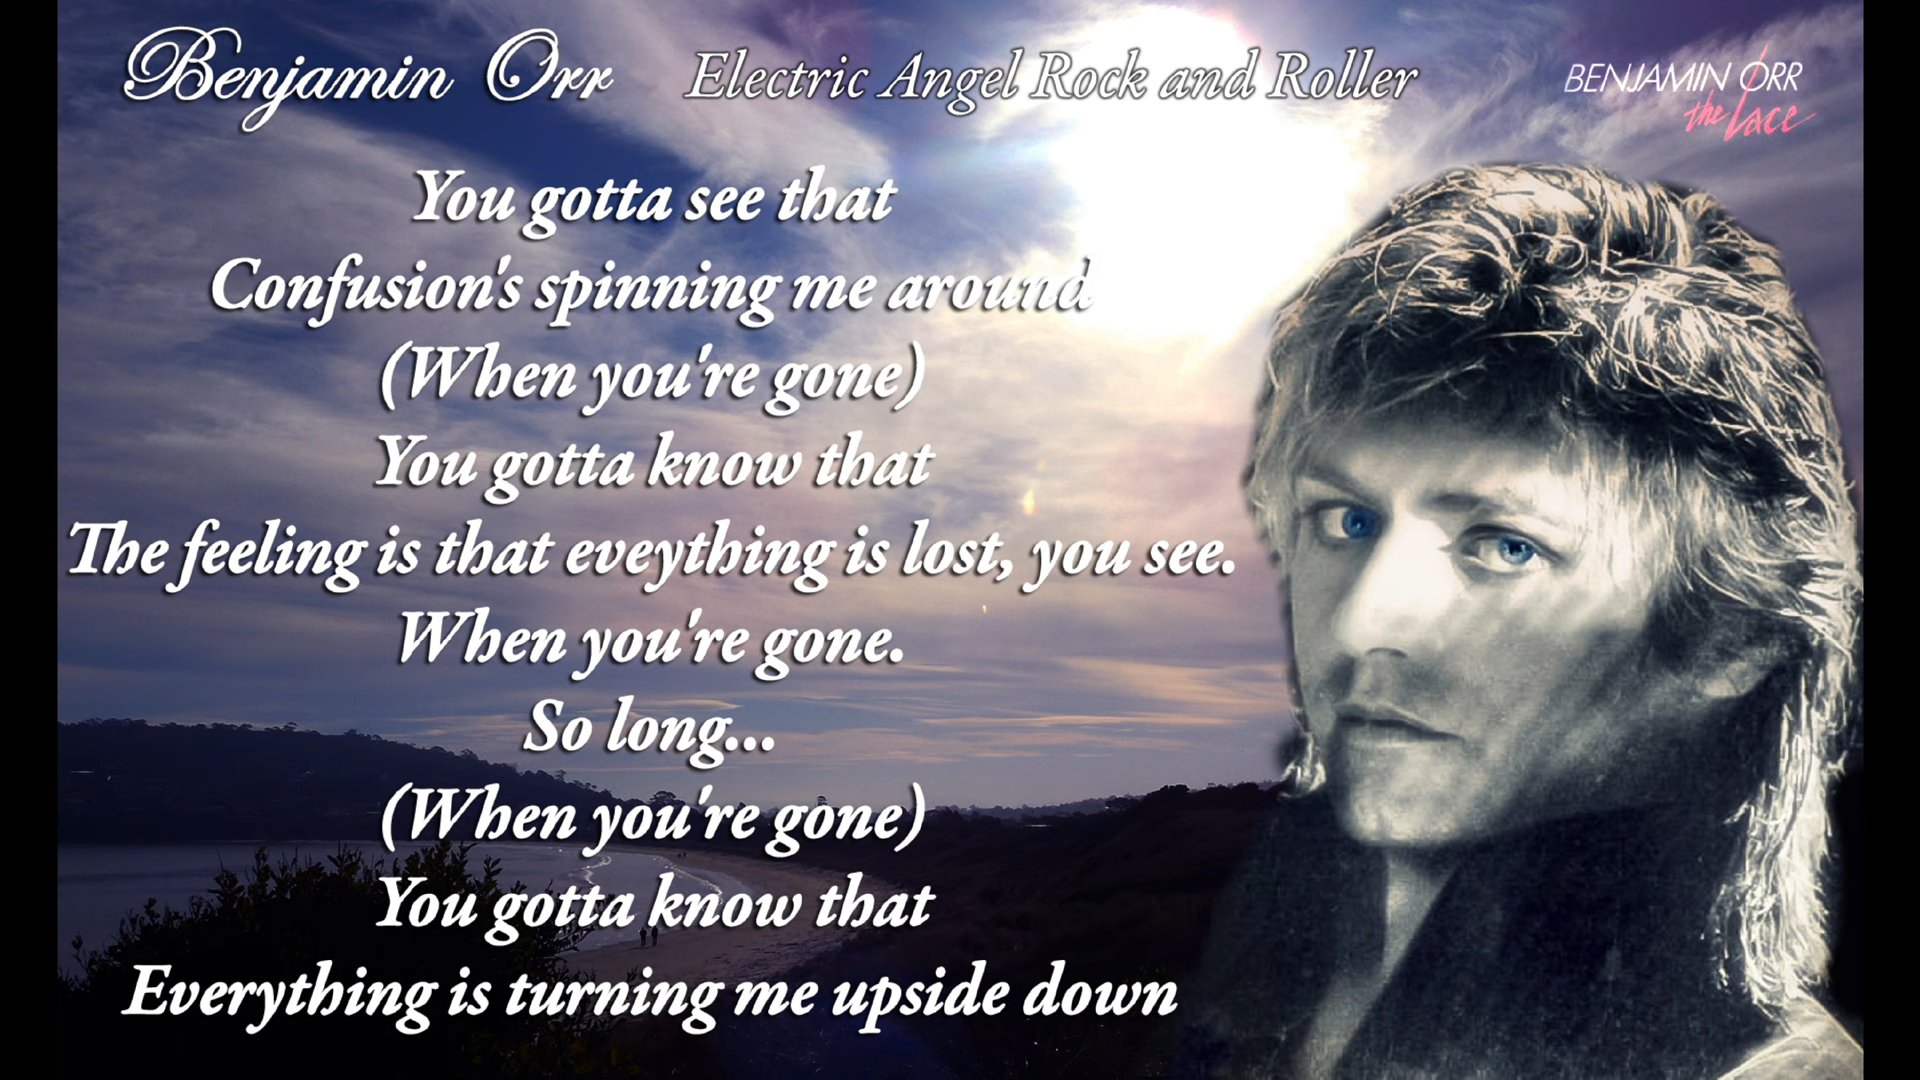 Benjamin Orr
Electric Angel Rock and Roller
BENJAMIN ORR
the Lace
You gotta see that
Confusion's spinning me around
(When you're gone)
You gotta know that
The feeling is that eveything is lost, you see.
When you're gone.
So long...
(When you're gone)
You gotta know that
Everything is turning me upside down